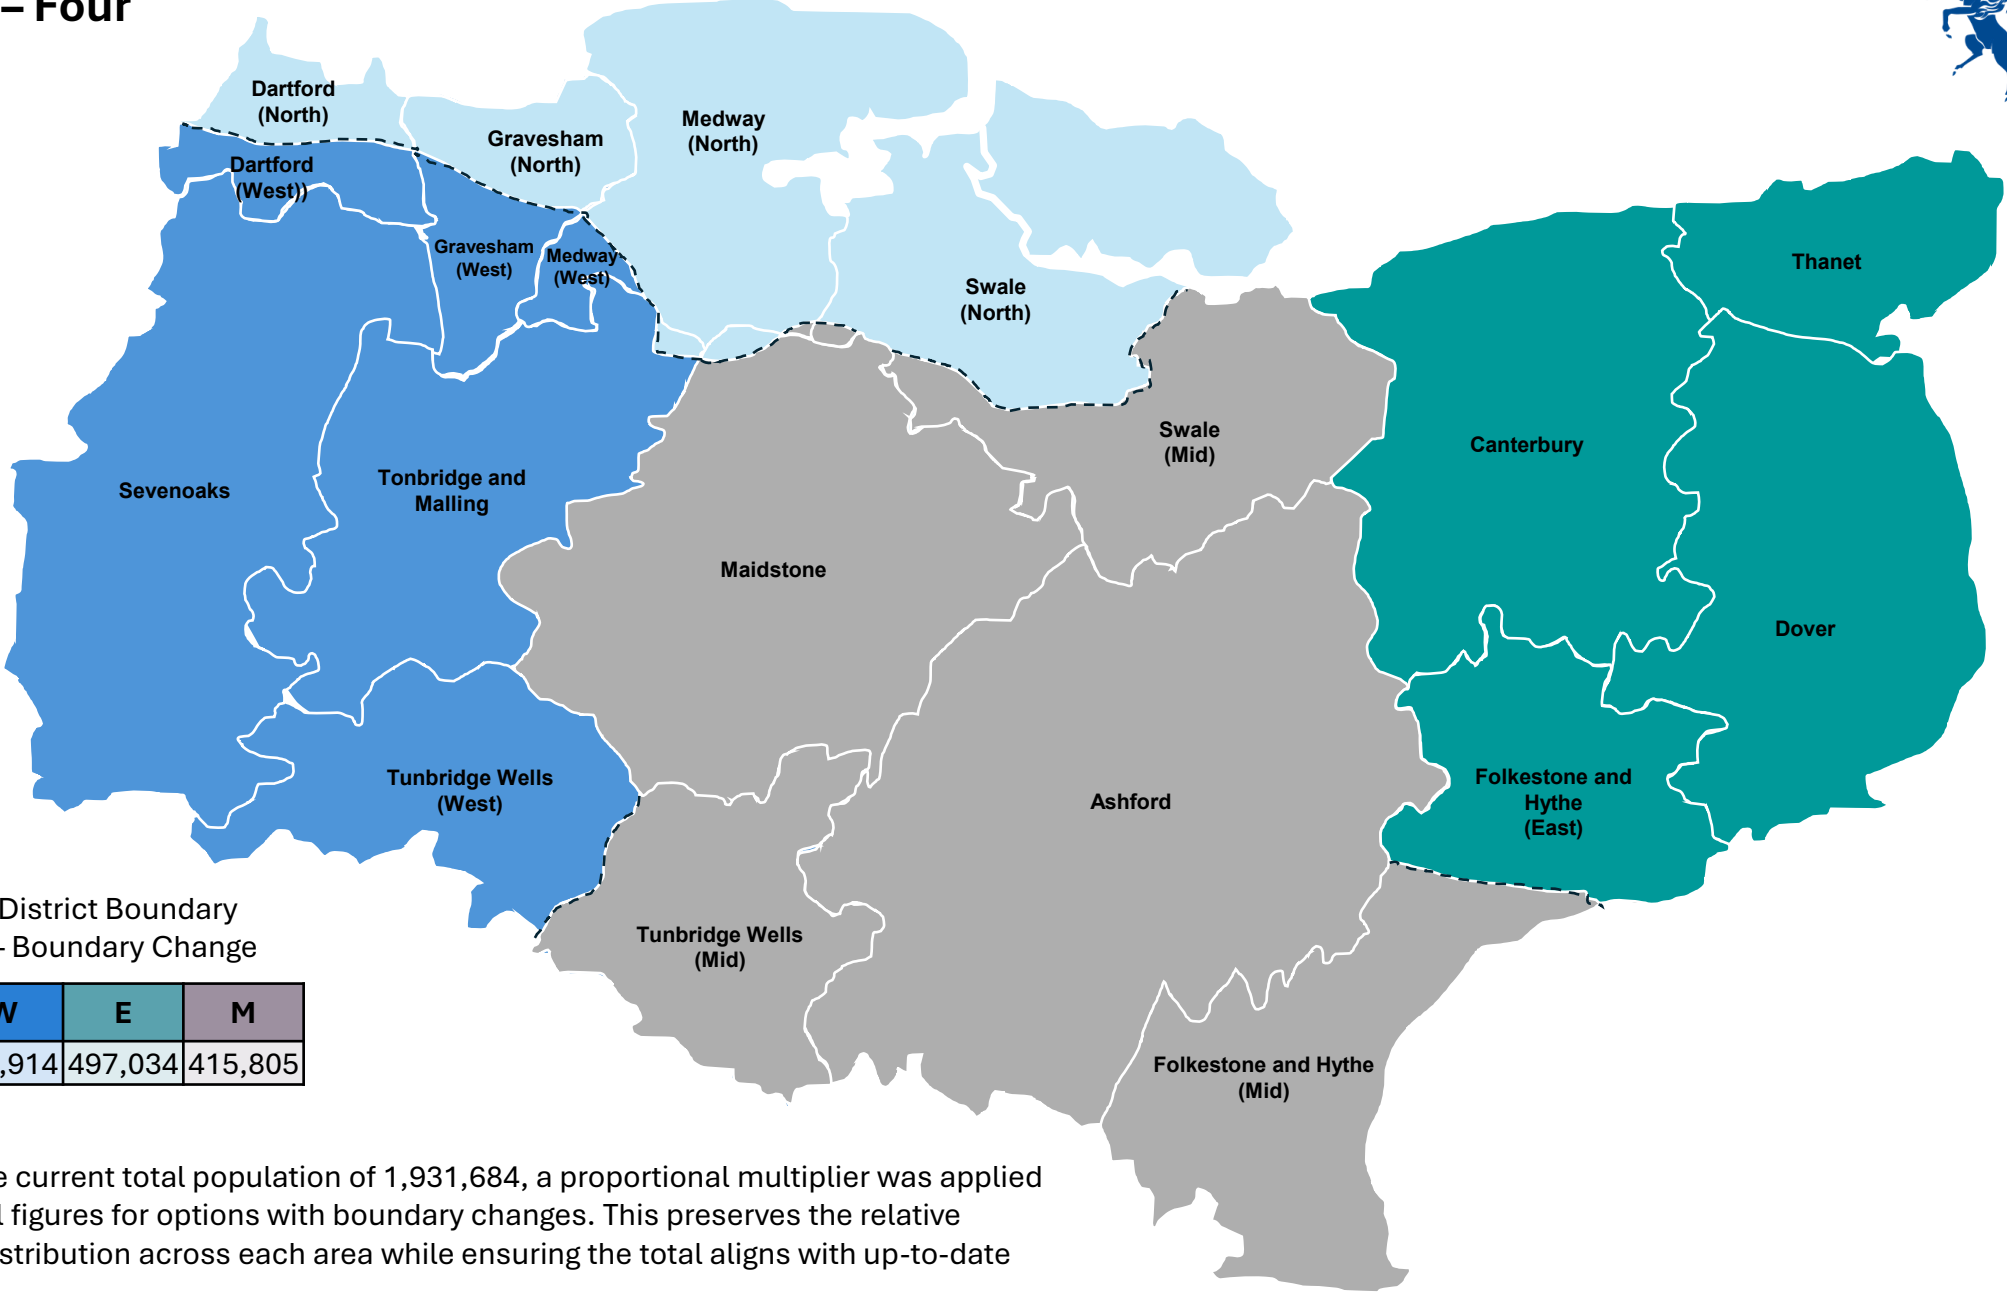 – Four
Dartford
(North)
Gravesham
(North)
Medway
(North)
Dartford
(West))
Gravesham
(West)
Medway
(West)
Swale
(North)
Thanet
Swale
(Mid)
Canterbury
Sevenoaks
Tonbridge and
Malling
Maidstone
Dover
Tunbridge Wells
(West)
Ashford
Folkestone and
Hythe
(East)
Tunbridge Wells
(Mid)
Folkestone and Hythe
(Mid)
District Boundary
- Boundary Change
W E M
,914 497,034 415,805
e current total population of 1,931,684, a proportional multiplier was applied
l figures for options with boundary changes. This preserves the relative
stribution across each area while ensuring the total aligns with up-to-date